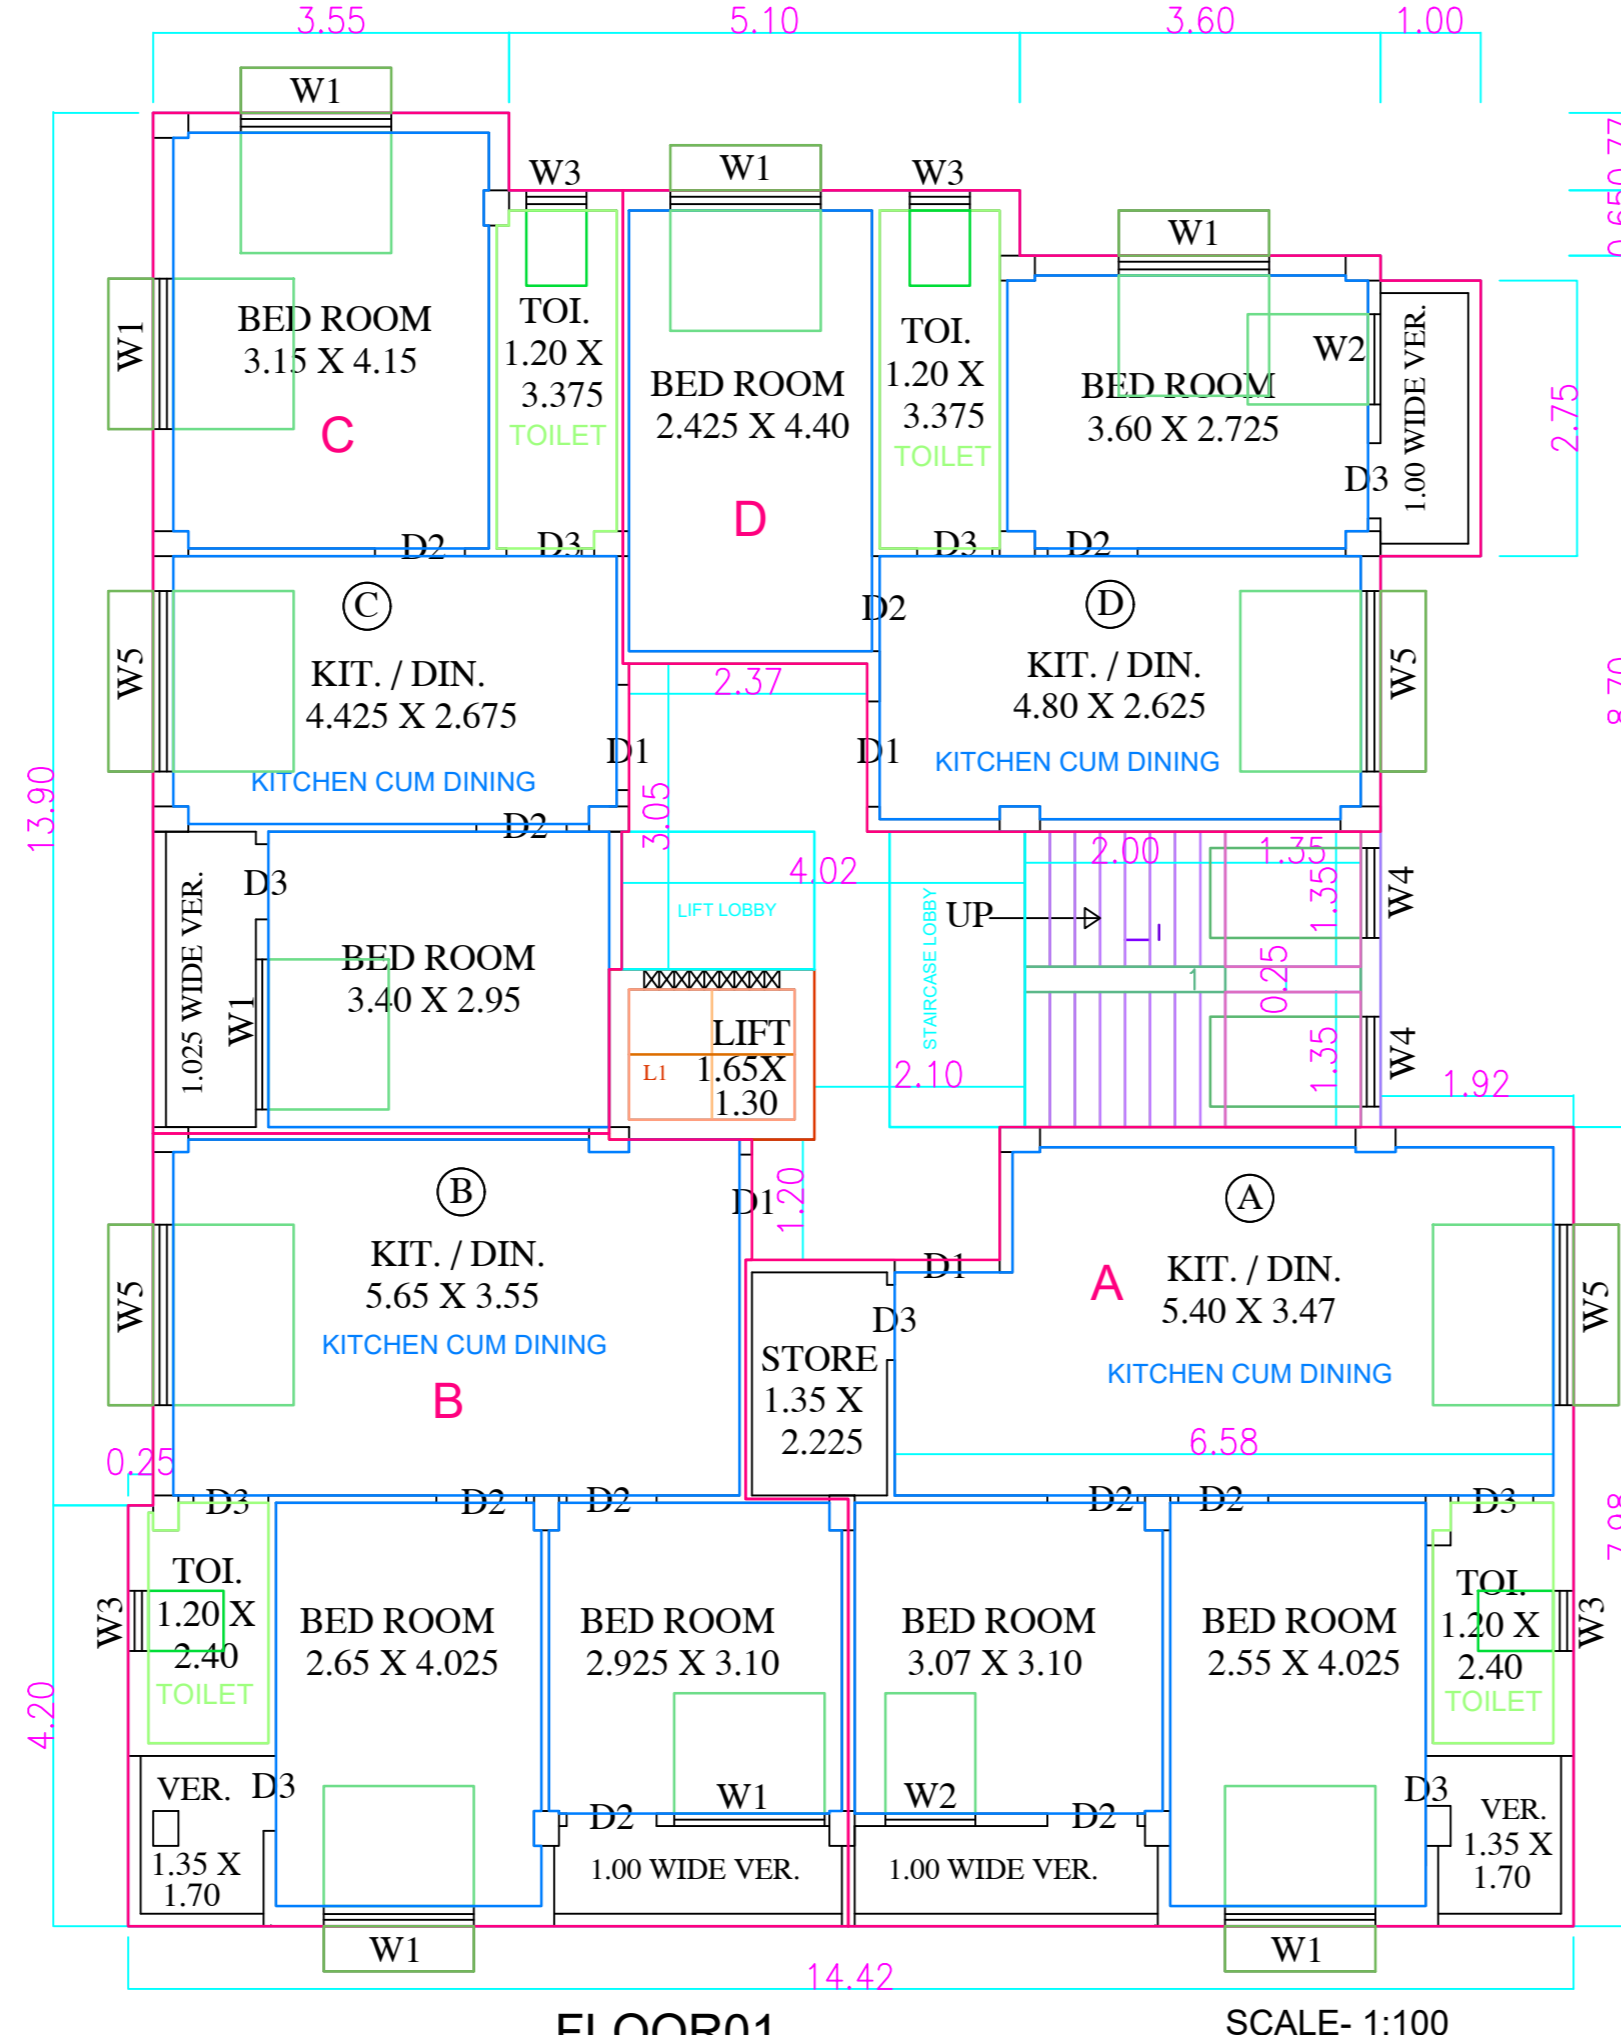 3.55
5.10
3.60
1.00
W1
W3
W1
W3
W1
0.77
0.650
BED ROOM
3.15 X 4.15
C
W1
TOI.
1.20 X
3.375
TOILET
BED ROOM
2.425 X 4.40
D
TOI.
1.20 X
3.375
TOILET
BED ROOM
3.60 X 2.725
W2
D3
1.00 WIDE VER.
2.75
D2
D3
D3
D2
D2
C
KIT. / DIN.
4.425 X 2.675
KITCHEN CUM DINING
W5
D1
2.37
D1
D
KIT. / DIN.
4.80 X 2.625
KITCHEN CUM DINING
W5
8.70
13.90
3.05
D2
D3
1.025 WIDE VER.
W1
BED ROOM
3.40 X 2.95
4.02
LIFT LOBBY
STAIRCASE LOBBY
UP
2.00
1.35
1.35
W4
1
0.25
1.35
W4
LIFT
L1
1.65X
1.30
2.10
1.92
B
KIT. / DIN.
5.65 X 3.55
KITCHEN CUM DINING
B
W5
D1
1.20
D1
A
A
KIT. / DIN.
5.40 X 3.47
KITCHEN CUM DINING
W5
D3
STORE
1.35 X
2.225
6.58
0.25
D3
D2
D2
D2
D2
D3
7.98
TOI.
1.20 X
2.40
TOILET
W3
BED ROOM
2.65 X 4.025
BED ROOM
2.925 X 3.10
BED ROOM
3.07 X 3.10
BED ROOM
2.55 X 4.025
TOI.
1.20 X
2.40
TOILET
W3
4.20
VER.
D3
1.35 X
1.70
D2
W1
W2
D2
D3
VER.
1.35 X
1.70
1.00 WIDE VER.
1.00 WIDE VER.
W1
W1
14.42
FLOOR01
SCALE- 1:100